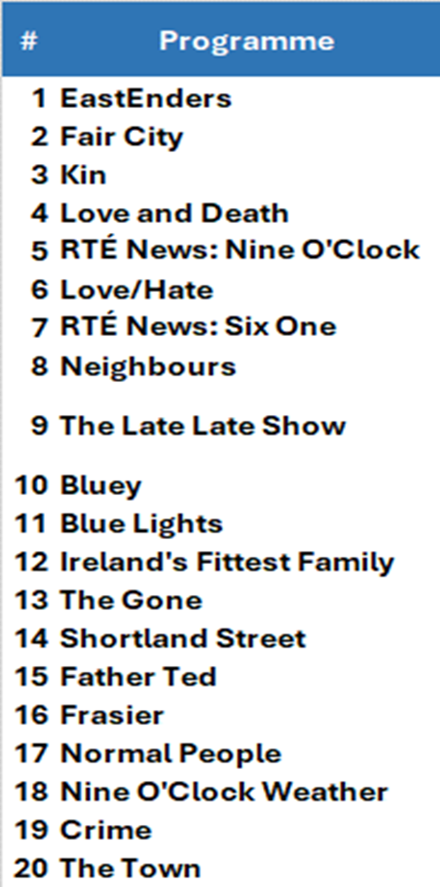 # Programme
1 EastEnders
2 Fair City
3 Kin
4 Love and Death
5 RTÉ News: Nine O'Clock
6 Love/Hate
7 RTÉ News: Six One
8 Neighbours
9 The Late Late Show
10 Bluey
11 Blue Lights
12 Ireland's Fittest Family
13 The Gone
14 Shortland Street
15 Father Ted
16 Frasier
17 Normal People
18 Nine O'Clock Weather
19 Crime
20 The Town